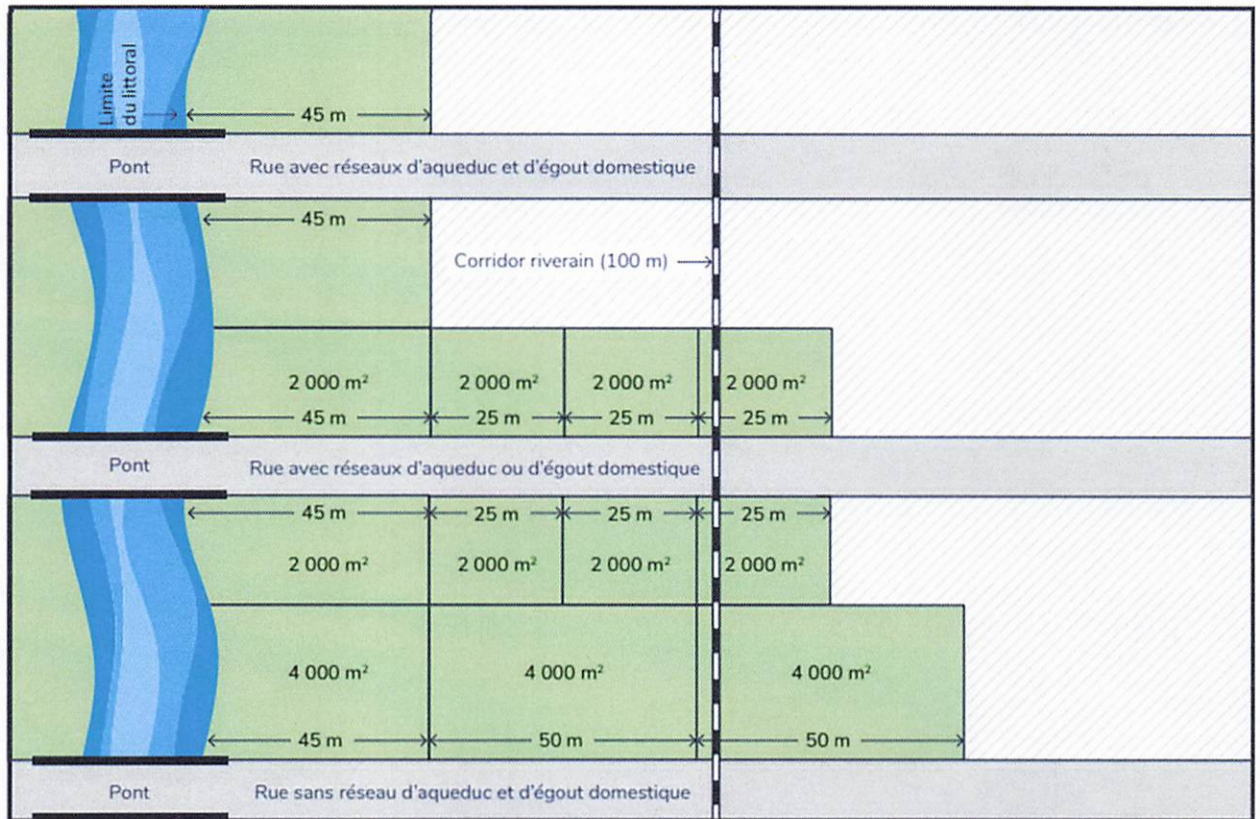 Limite
du littoral
45 m
Pont
Rue avec réseaux d'aqueduc et d'égout domestique
45 m
Corridor riverain (100 m)
2 000 m² 2 000 m² 2 000 m² 2 000 m²
45 m 25 m 25 m 25 m
Pont
Rue avec réseaux d'aqueduc ou d'égout domestique
45 m 25 m 25 m 25 m
2 000 m² 2 000 m² 2 000 m² 2 000 m²
4 000 m² 4 000 m² 4 000 m²
45 m 50 m 50 m
Pont
Rue sans réseau d'aqueduc et d'égout domestique